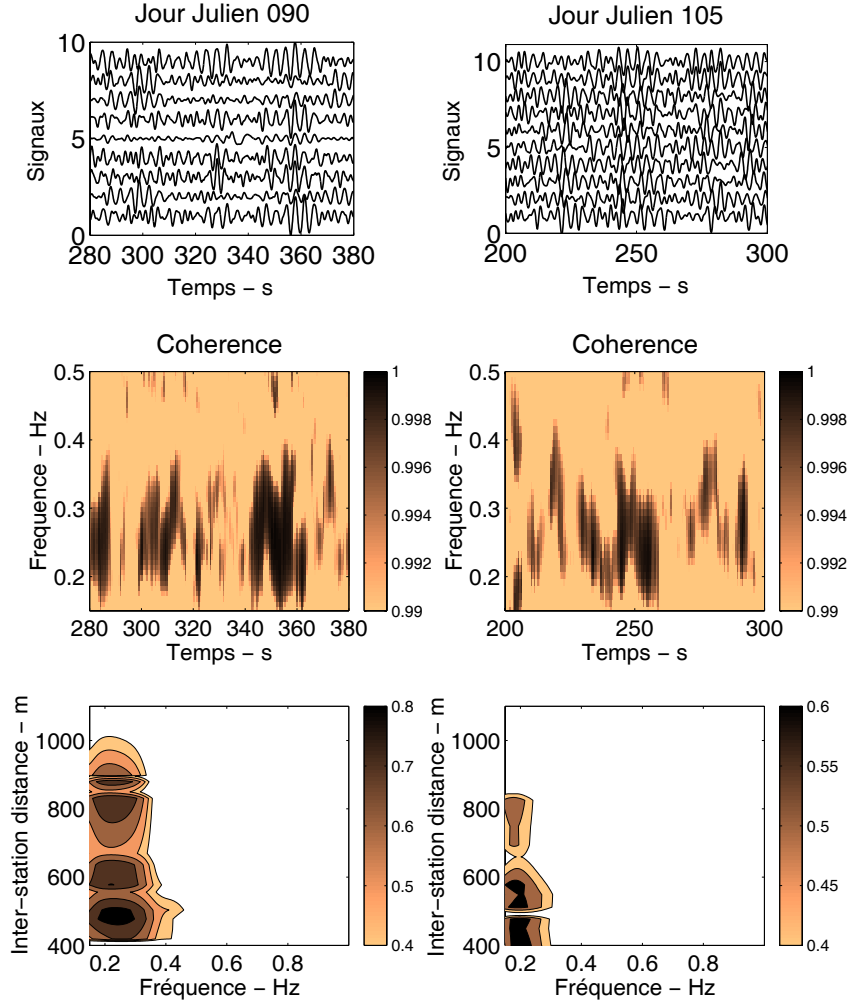 Jour Julien 090
Jour Julien 105
Signaux
10
5
0
280 300 320 340 360 380
Temps – s
Signaux
10
5
0
200 250 300
Temps – s
Coherence
Frequence – Hz
0.5
0.4
0.3
0.2
280 300 320 340 360 380
Temps – s
1
0.998
0.996
0.994
0.992
0.99
Coherence
Frequence – Hz
0.5
0.4
0.3
0.2
200 250 300
Temps – s
1
0.998
0.996
0.994
0.992
0.99
Inter–station distance – m
1000
800
600
400
0.2 0.4 0.6 0.8
Fréquence – Hz
0.8
0.7
0.6
0.5
0.4
Inter–station distance – m
1000
800
600
400
0.2 0.4 0.6 0.8
Fréquence – Hz
0.6
0.55
0.5
0.45
0.4